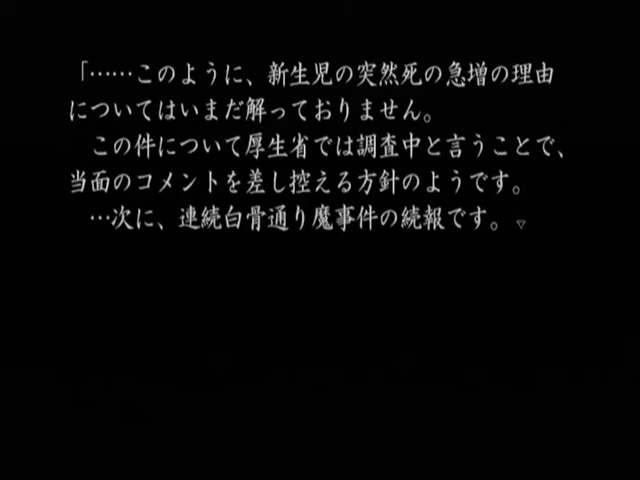 「……このように、新生児の突然死の急増の理由
についてはいまだ解っておりません。
この件について厚生省では調査中と言うことで、
当面のコメントを差し控える方針のようです。
…次に、連続白骨通り魔事件の続報です。▽